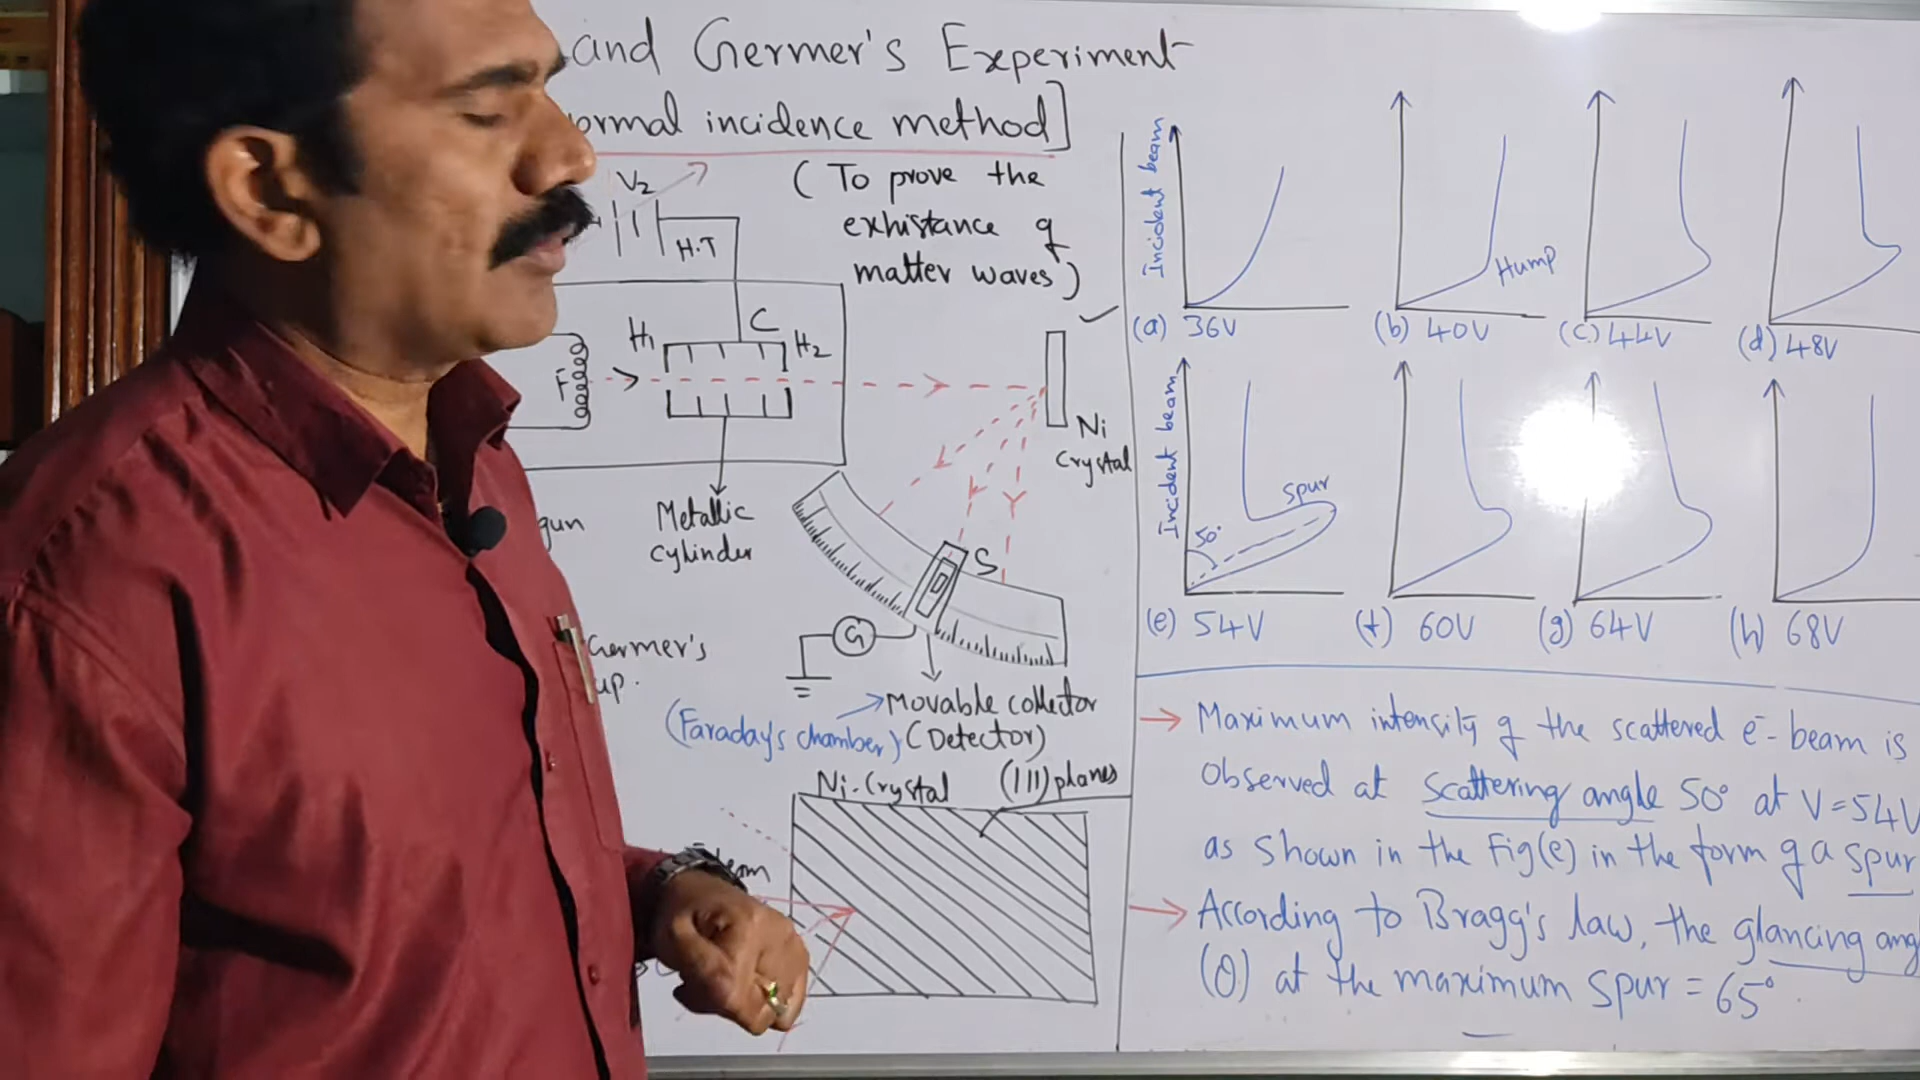 and Germer's Experiment
ormal incidence method]
(To prove the
exhistance of
matter waves)
V2
H.T
H1
C
H2
F
Ni
Crystal
gun
Metallic
cylinder
S
G
Germer's
up.
Movable collector
(Faraday's chamber) (Detector)
Ni-Crystal
(111) planes
Incident beam
Hump
(a) 36V
(b) 40V
(c) 44V
(d) 48V
Incident beam
50°
Spur
(e) 54V
(f) 60V
(g) 64V
(h) 68V
→ Maximum intensity of the scattered e- beam is
Observed at scattering angle 50° at V=54V
as shown in the Fig(e) in the form of a spur
→ According to Bragg's law, the glancing ang
(θ) at the maximum spur = 65°.